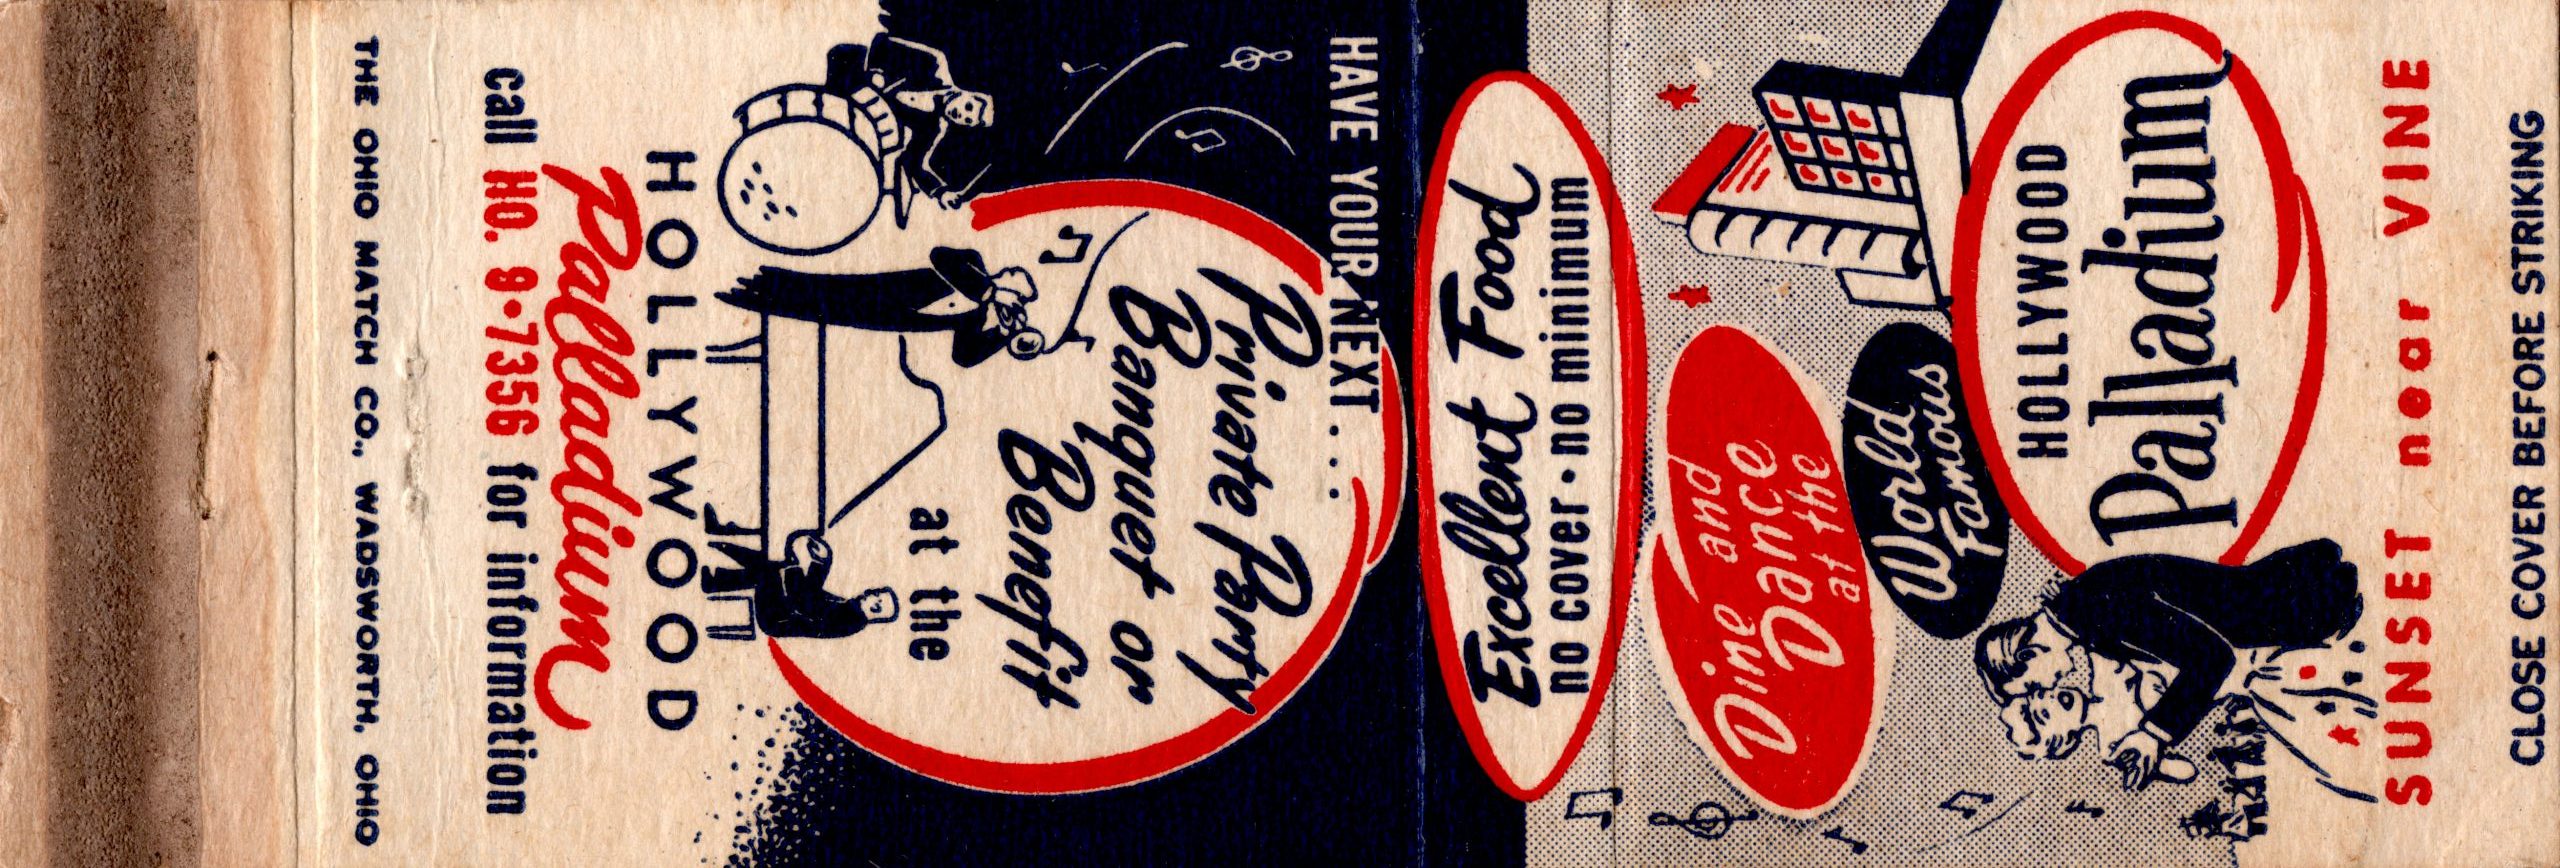 CLOSE COVER BEFORE STRIKING
SUNSET near VINE
HOLLYWOOD
Palladium
World
Famous
Dine and
Dance
at the
Excellent Food
no cover • no minimum
HAVE YOUR NEXT....
Private Party
Banquet or
Benefit
at the
HOLLYWOOD
Palladium
call HO. 9-7356 for information
THE OHIO MATCH CO., WADSWORTH, OHIO